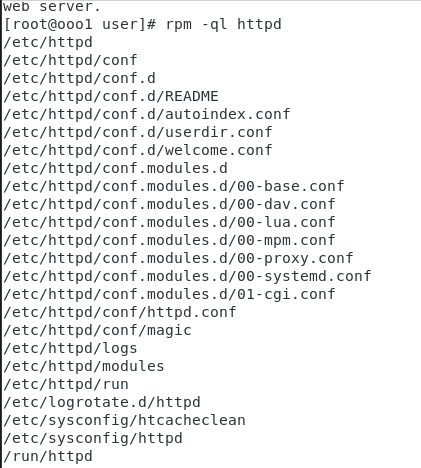 web server.
[root@ooo1 user]# rpm -ql httpd
/etc/httpd
/etc/httpd/conf
/etc/httpd/conf.d
/etc/httpd/conf.d/README
/etc/httpd/conf.d/autoindex.conf
/etc/httpd/conf.d/userdir.conf
/etc/httpd/conf.d/welcome.conf
/etc/httpd/conf.modules.d
/etc/httpd/conf.modules.d/00-base.conf
/etc/httpd/conf.modules.d/00-dav.conf
/etc/httpd/conf.modules.d/00-lua.conf
/etc/httpd/conf.modules.d/00-mpm.conf
/etc/httpd/conf.modules.d/00-proxy.conf
/etc/httpd/conf.modules.d/00-systemd.conf
/etc/httpd/conf.modules.d/01-cgi.conf
/etc/httpd/conf/httpd.conf
/etc/httpd/conf/magic
/etc/httpd/logs
/etc/httpd/modules
/etc/httpd/run
/etc/logrotate.d/httpd
/etc/sysconfig/htcacheclean
/etc/sysconfig/httpd
/run/httpd